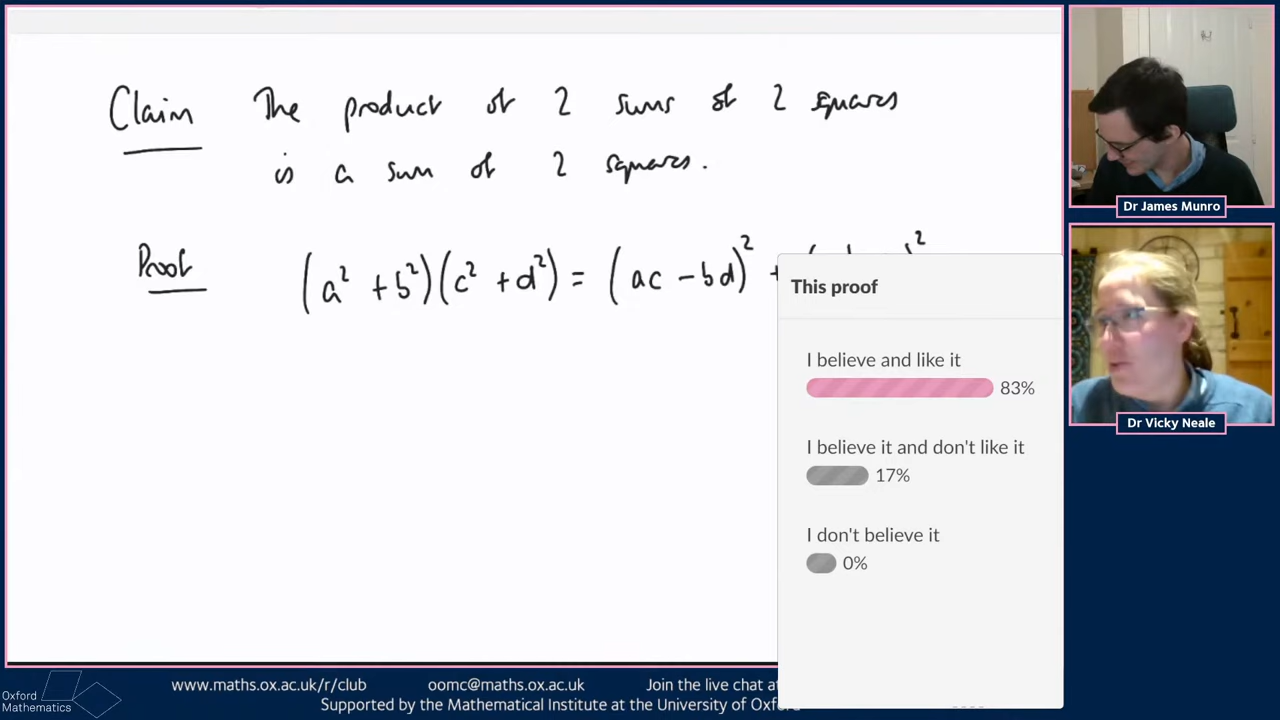 Claim The product of 2 sums of 2 squares
is a sum of 2 squares.
Proof (a² + b²)(c² + d²) = (ac - bd)² +
This proof
I believe and like it
83%
I believe it and don't like it
17%
I don't believe it
0%
Dr James Munro
Dr Vicky Neale
Oxford
Mathematics
www.maths.ox.ac.uk/r/club oomc@maths.ox.ac.uk Join the live chat at
Supported by the Mathematical Institute at the University of Oxford